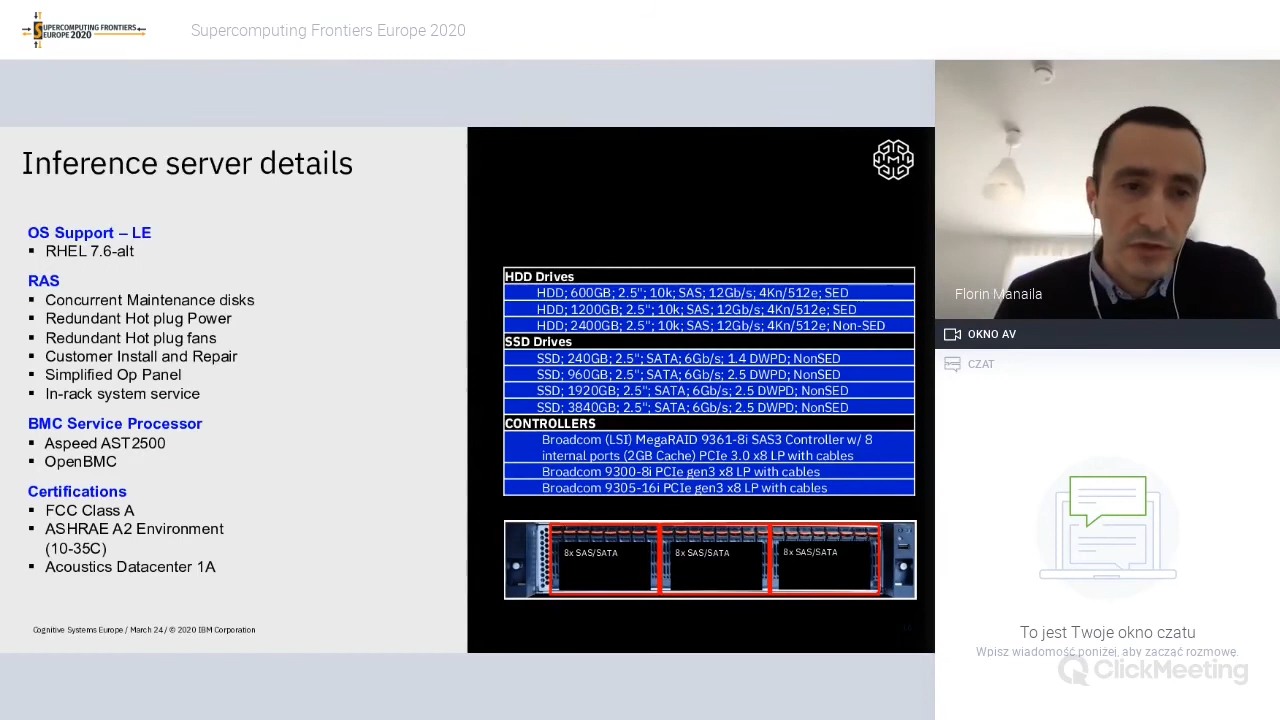 SUPERCOMPUTING FRONTIERS
EUROPE 2020
Supercomputing Frontiers Europe 2020
Inference server details
OS Support – LE
▪ RHEL 7.6-alt
RAS
▪ Concurrent Maintenance disks
▪ Redundant Hot plug Power
▪ Redundant Hot plug fans
▪ Customer Install and Repair
▪ Simplified Op Panel
▪ In-rack system service
BMC Service Processor
▪ Aspeed AST2500
▪ OpenBMC
Certifications
▪ FCC Class A
▪ ASHRAE A2 Environment
(10-35C)
▪ Acoustics Datacenter 1A
Cognitive Systems Europe / March 24 / © 2020 IBM Corporation
HDD Drives
HDD; 600GB; 2.5"; 10k; SAS; 12Gb/s; 4Kn/512e; SED
HDD; 1200GB; 2.5"; 10k; SAS; 12Gb/s; 4Kn/512e; SED
HDD; 2400GB; 2.5"; 10k; SAS; 12Gb/s; 4Kn/512e; Non-SED
SSD Drives
SSD; 240GB; 2.5"; SATA; 6Gb/s; 1.4 DWPD; NonSED
SSD; 960GB; 2.5"; SATA; 6Gb/s; 2.5 DWPD; NonSED
SSD; 1920GB; 2.5"; SATA; 6Gb/s; 2.5 DWPD; NonSED
SSD; 3840GB; 2.5"; SATA; 6Gb/s; 2.5 DWPD; NonSED
CONTROLLERS
Broadcom (LSI) MegaRAID 9361-8i SAS3 Controller w/ 8
internal ports (2GB Cache) PCIe 3.0 x8 LP with cables
Broadcom 9300-8i PCIe gen3 x8 LP with cables
Broadcom 9305-16i PCIe gen3 x8 LP with cables
8x SAS/SATA
8x SAS/SATA
8x SAS/SATA
Florin Manaila
OKNO AV
CZAT
To jest Twoje okno czatu
Wpisz wiadomość poniżej, aby zacząć rozmowę.
ClickMeeting